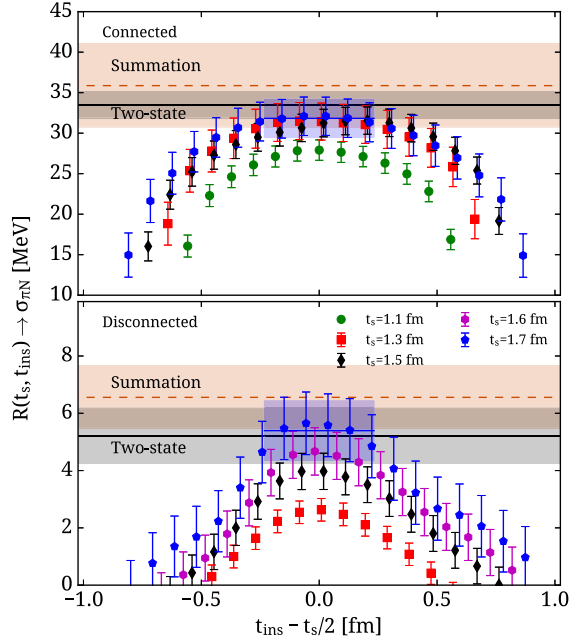 Connected
Summation
Two-state
45
40
35
30
25
20
15
10
Disconnected
t_s=1.1 fm
t_s=1.3 fm
t_s=1.5 fm
t_s=1.6 fm
t_s=1.7 fm
Summation
Two-state
8
6
4
2
0
−1.0 −0.5 0.0 0.5 1.0
t_ins − t_s/2 [fm]
R(t_s, t_ins) → σ_πN [MeV]